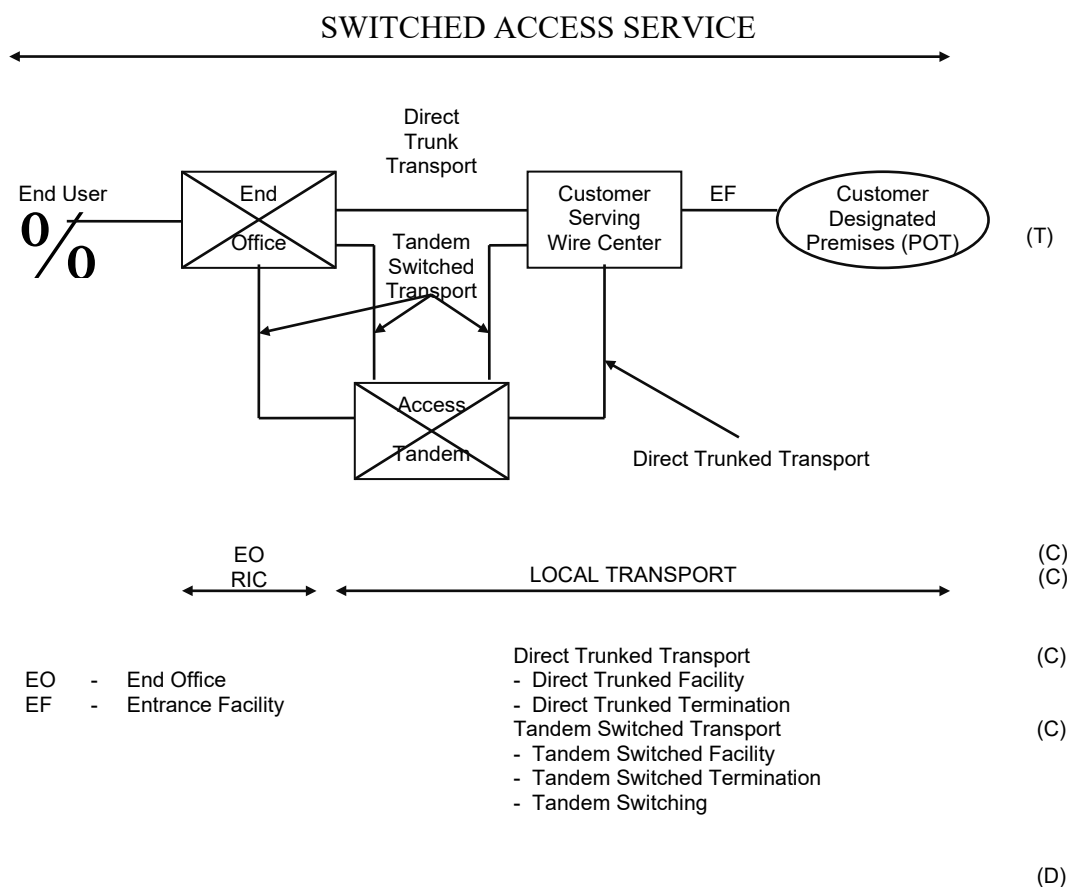 SWITCHED ACCESS SERVICE
Direct
Trunk
Transport
End User
%
End
Office
Tandem
Switched
Transport
Customer
Serving
Wire Center
EF
Customer
Designated
Premises (POT)
(T)
Access
Tandem
Direct Trunked Transport
EO
RIC
LOCAL TRANSPORT
(C)
(C)
EO - End Office
EF - Entrance Facility
Direct Trunked Transport (C)
- Direct Trunked Facility
- Direct Trunked Termination
Tandem Switched Transport (C)
- Tandem Switched Facility
- Tandem Switched Termination
- Tandem Switching
(D)